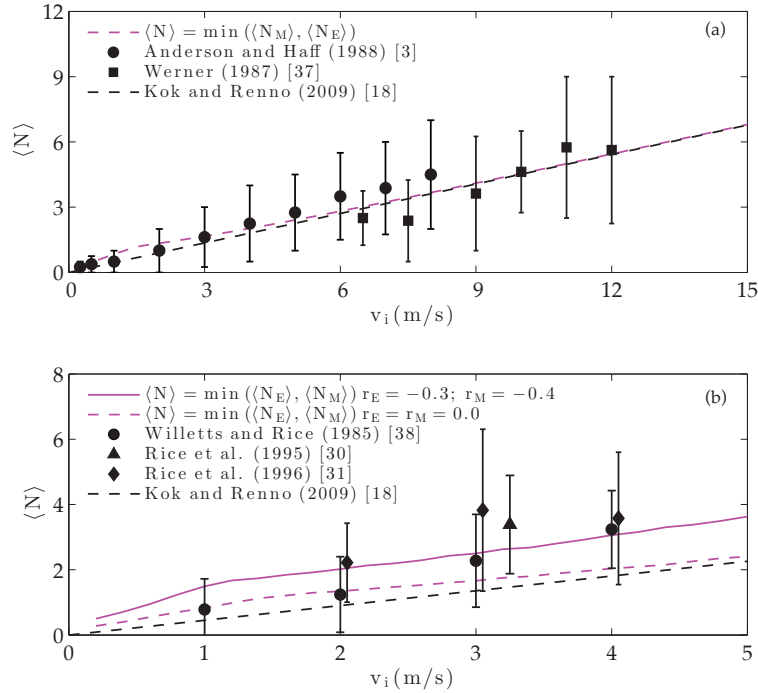 12
9
6
3
0
⟨N⟩
(a)
⟨N⟩ = min (⟨N_M⟩, ⟨N_E⟩)
Anderson and Haff (1988) [3]
Werner (1987) [37]
Kok and Renno (2009) [18]
0 3 6 9 12 15
v_i (m/s)
8
6
4
2
0
⟨N⟩
(b)
⟨N⟩ = min (⟨N_E⟩, ⟨N_M⟩) r_E = −0.3; r_M = −0.4
⟨N⟩ = min (⟨N_E⟩, ⟨N_M⟩) r_E = r_M = 0.0
Willetts and Rice (1985) [38]
Rice et al. (1995) [30]
Rice et al. (1996) [31]
Kok and Renno (2009) [18]
0 1 2 3 4 5
v_i (m/s)